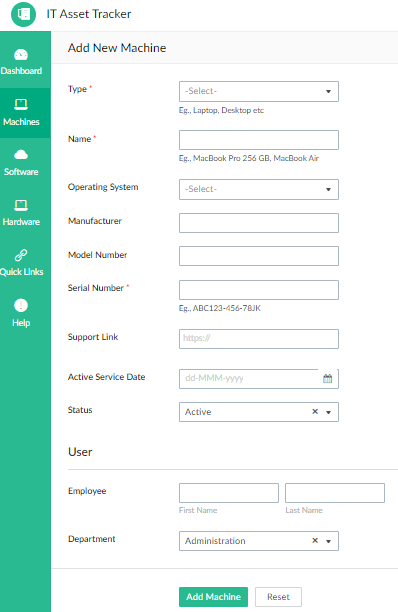 IT Asset Tracker
Add New Machine
Dashboard
Machines
Software
Hardware
Quick Links
Help
Type *
-Select-
Eg., Laptop, Desktop etc
Name *
Eg., MacBook Pro 256 GB, MacBook Air
Operating System
-Select-
Manufacturer
Model Number
Serial Number *
Eg., ABC123-456-78JK
Support Link
https://
Active Service Date
dd-MMM-yyyy
Status
Active
User
Employee
First Name Last Name
Department
Administration
Add Machine Reset